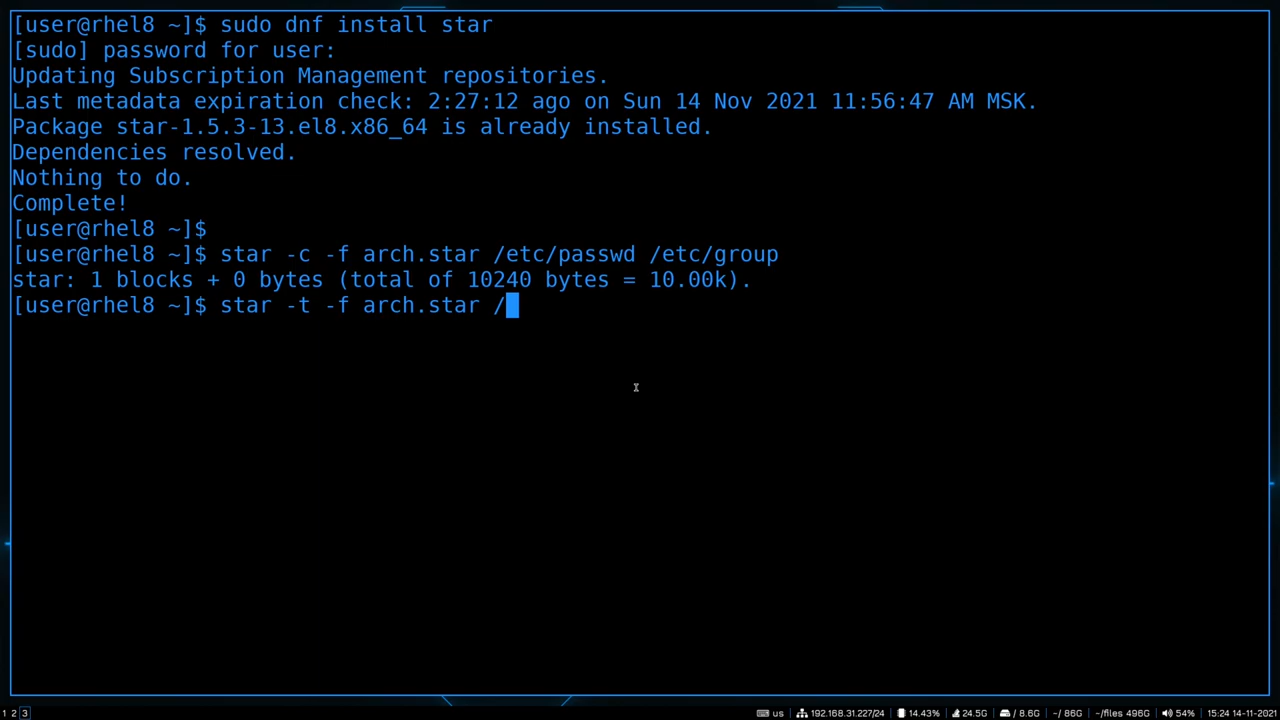 [user@rhel8 ~]$ sudo dnf install star
[sudo] password for user:
Updating Subscription Management repositories.
Last metadata expiration check: 2:27:12 ago on Sun 14 Nov 2021 11:56:47 AM MSK.
Package star-1.5.3-13.el8.x86_64 is already installed.
Dependencies resolved.
Nothing to do.
Complete!
[user@rhel8 ~]$
[user@rhel8 ~]$ star -c -f arch.star /etc/passwd /etc/group
star: 1 blocks + 0 bytes (total of 10240 bytes = 10.00k).
[user@rhel8 ~]$ star -t -f arch.star /
1 2 3 us 192.168.31.227/24 14.43% 24.5G / 8.6G ~/ 86G ~/files 496G 54% 15:24 14-11-2021